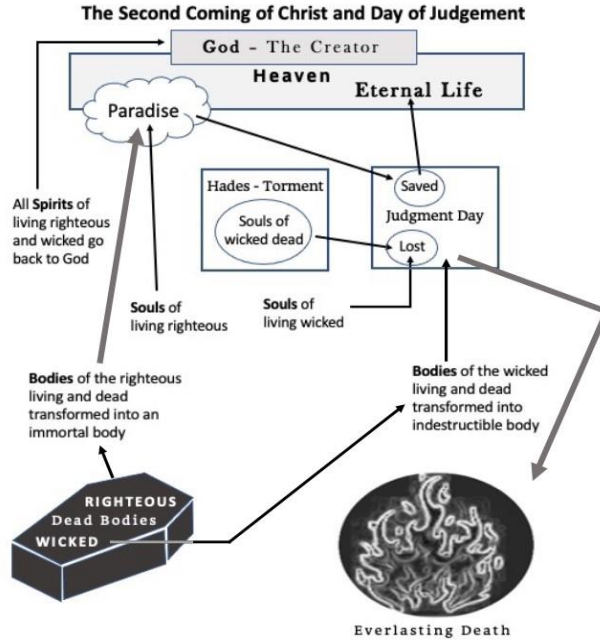 The Second Coming of Christ and Day of Judgement
God - The Creator
Heaven
Eternal Life
Paradise
All Spirits of
living righteous
and wicked go
back to God
Hades - Torment
Souls of
wicked dead
Saved
Judgment Day
Lost
Souls of
living righteous
Souls of
living wicked
Bodies of the righteous
living and dead
transformed into an
immortal body
Bodies of the wicked
living and dead
transformed into
indestructible body
RIGHTEOUS
Dead Bodies
WICKED
Everlasting Death